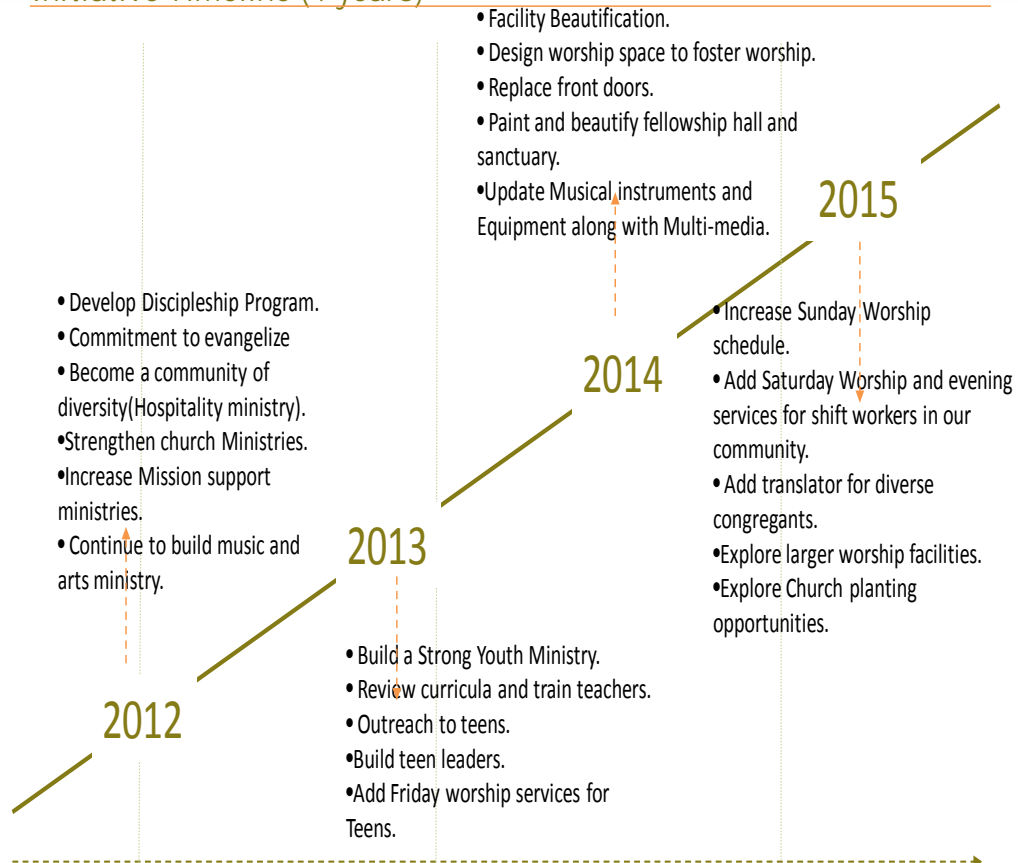 Initiative Timeline (4 years)
• Facility Beautification.
• Design worship space to foster worship.
• Replace front doors.
• Paint and beautify fellowship hall and
sanctuary.
•Update Musical instruments and
Equipment along with Multi-media.
2015
• Develop Discipleship Program.
• Commitment to evangelize
• Become a community of
diversity(Hospitality ministry).
•Strengthen church Ministries.
•Increase Mission support
ministries.
• Continue to build music and
arts ministry.
• Increase Sunday Worship
schedule.
• Add Saturday Worship and evening
services for shift workers in our
community.
• Add translator for diverse
congregants.
•Explore larger worship facilities.
•Explore Church planting
opportunities.
2014
2013
• Build a Strong Youth Ministry.
• Review curricula and train teachers.
• Outreach to teens.
•Build teen leaders.
•Add Friday worship services for
Teens.
2012